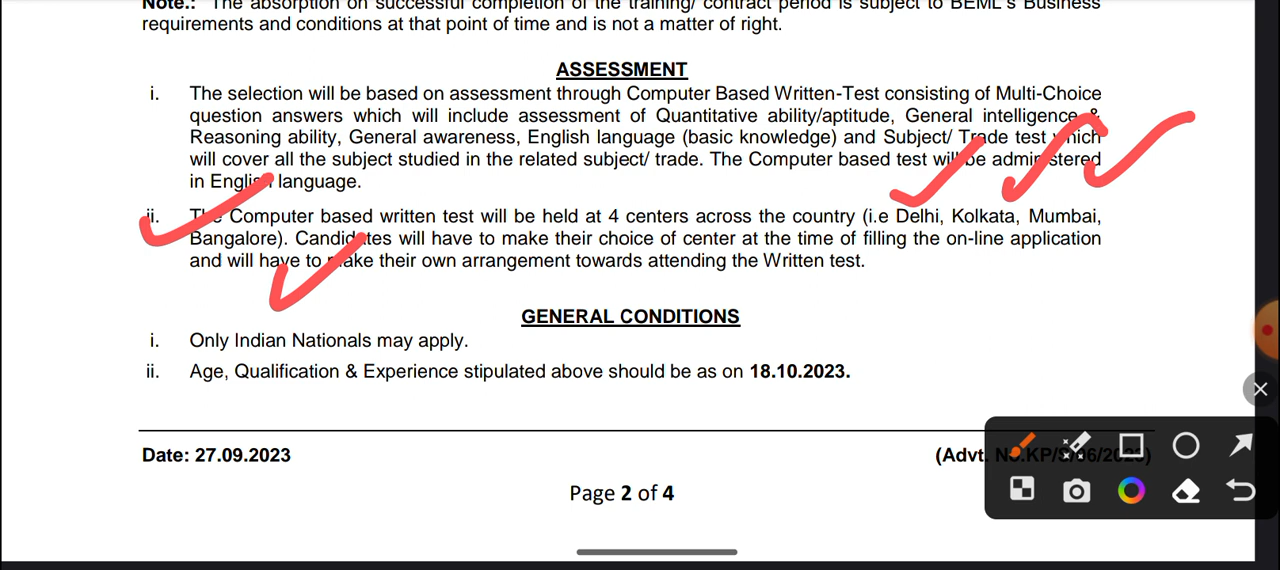 Note.: The absorption on successful completion of the training/ contract period is subject to BEML's Business
requirements and conditions at that point of time and is not a matter of right.
ASSESSMENT
i. The selection will be based on assessment through Computer Based Written-Test consisting of Multi-Choice
question answers which will include assessment of Quantitative ability/aptitude, General intelligence &
Reasoning ability, General awareness, English language (basic knowledge) and Subject/ Trade test which
will cover all the subject studied in the related subject/ trade. The Computer based test will be administered
in English language.
ii. The Computer based written test will be held at 4 centers across the country (i.e Delhi, Kolkata, Mumbai,
Bangalore). Candidates will have to make their choice of center at the time of filling the on-line application
and will have to make their own arrangement towards attending the Written test.
GENERAL CONDITIONS
i. Only Indian Nationals may apply.
ii. Age, Qualification & Experience stipulated above should be as on 18.10.2023.
Date: 27.09.2023 (Advt.
Page 2 of 4